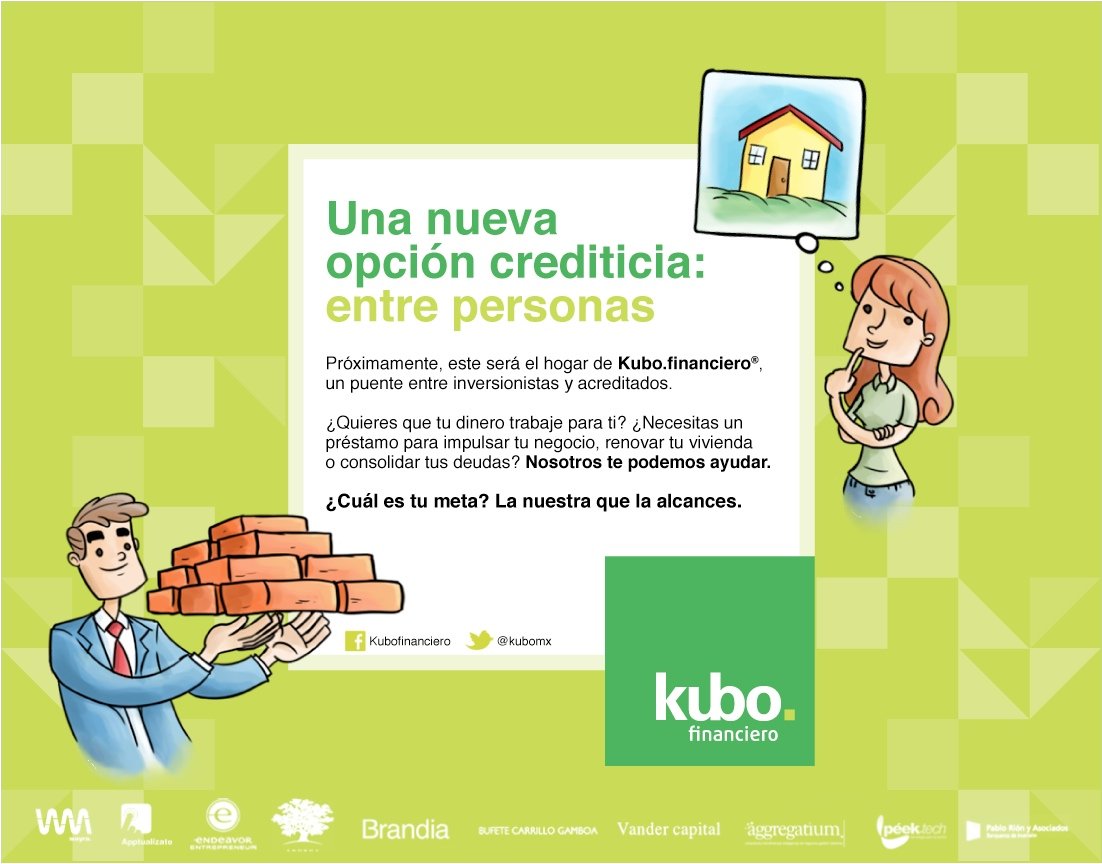 Una nueva
opción crediticia:
entre personas
Próximamente, este será el hogar de Kubo.financiero®,
un puente entre inversionistas y acreditados.
¿Quieres que tu dinero trabaje para ti? ¿Necesitas un
préstamo para impulsar tu negocio, renovar tu vivienda
o consolidar tus deudas? Nosotros te podemos ayudar.
¿Cuál es tu meta? La nuestra que la alcances.
Kubofinanciero @kubomx
kubo.
financiero
Apptualizato
endeavor
ENTREPRENEUR
Brandia
BUFETE CARRILLO GAMBOA
Vander capital
aggregatium
péek.tech
Pablo Rión y Asociados